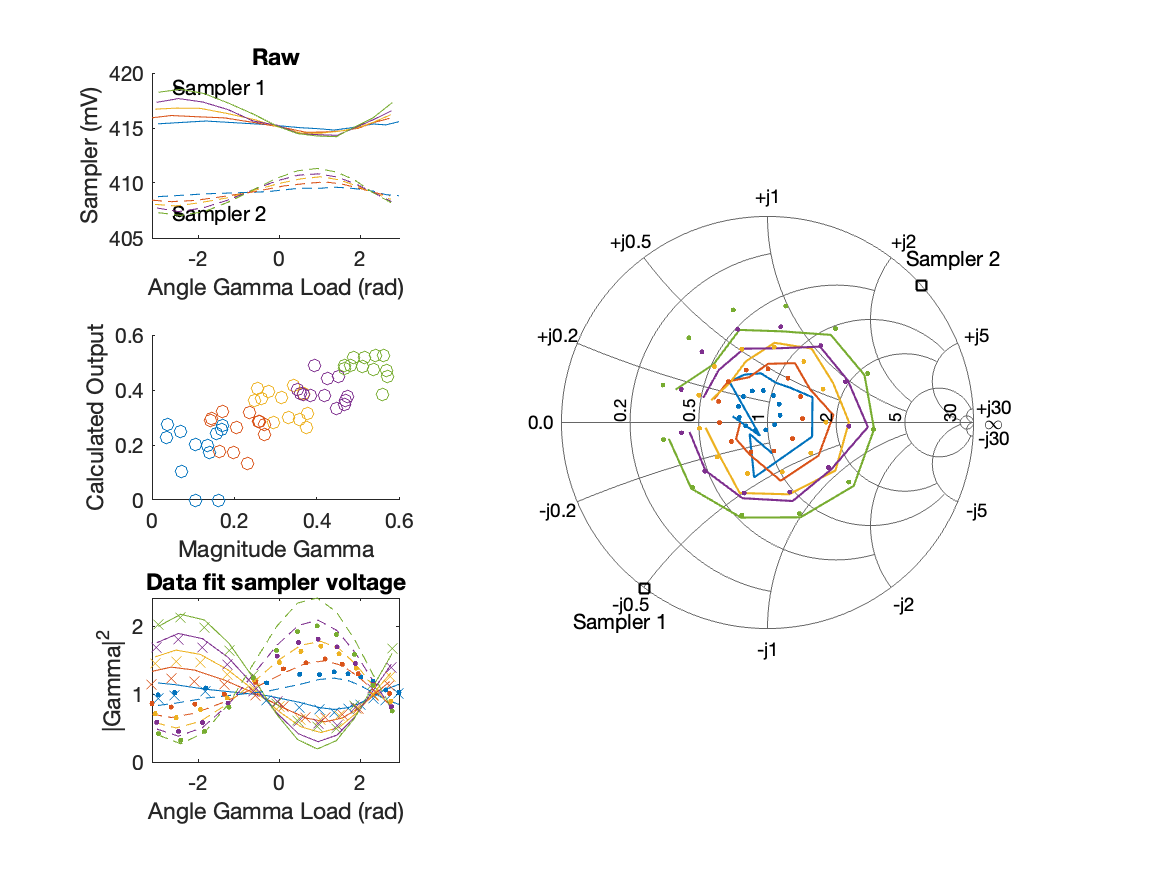 Raw
420
415
410
405
Sampler (mV)
Sampler 1
Sampler 2
-2
0
2
Angle Gamma Load (rad)
0.6
0.4
0.2
0
Calculated Output
0
0.2
0.4
0.6
Magnitude Gamma
Data fit sampler voltage
2
1
0
|Gamma|²
-2
0
2
Angle Gamma Load (rad)
+j1
+j0.5
+j2
Sampler 2
+j0.2
+j5
0.0
0.2
0.5
1
2
5
30
+j30
∞
-j30
-j0.2
-j5
-j0.5
-j2
Sampler 1
-j1